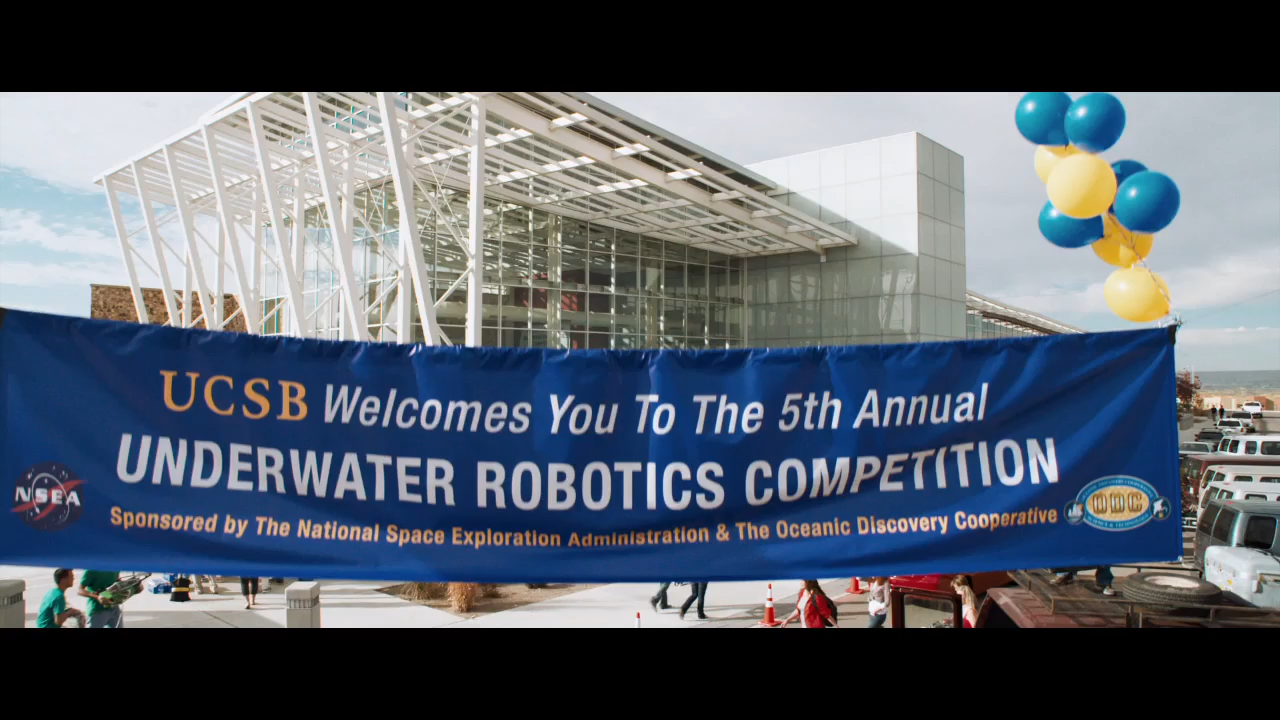 UCSB Welcomes You To The 5th Annual
UNDERWATER ROBOTICS COMPETITION
Sponsored by The National Space Exploration Administration & The Oceanic Discovery Cooperative
NSEA
ODC